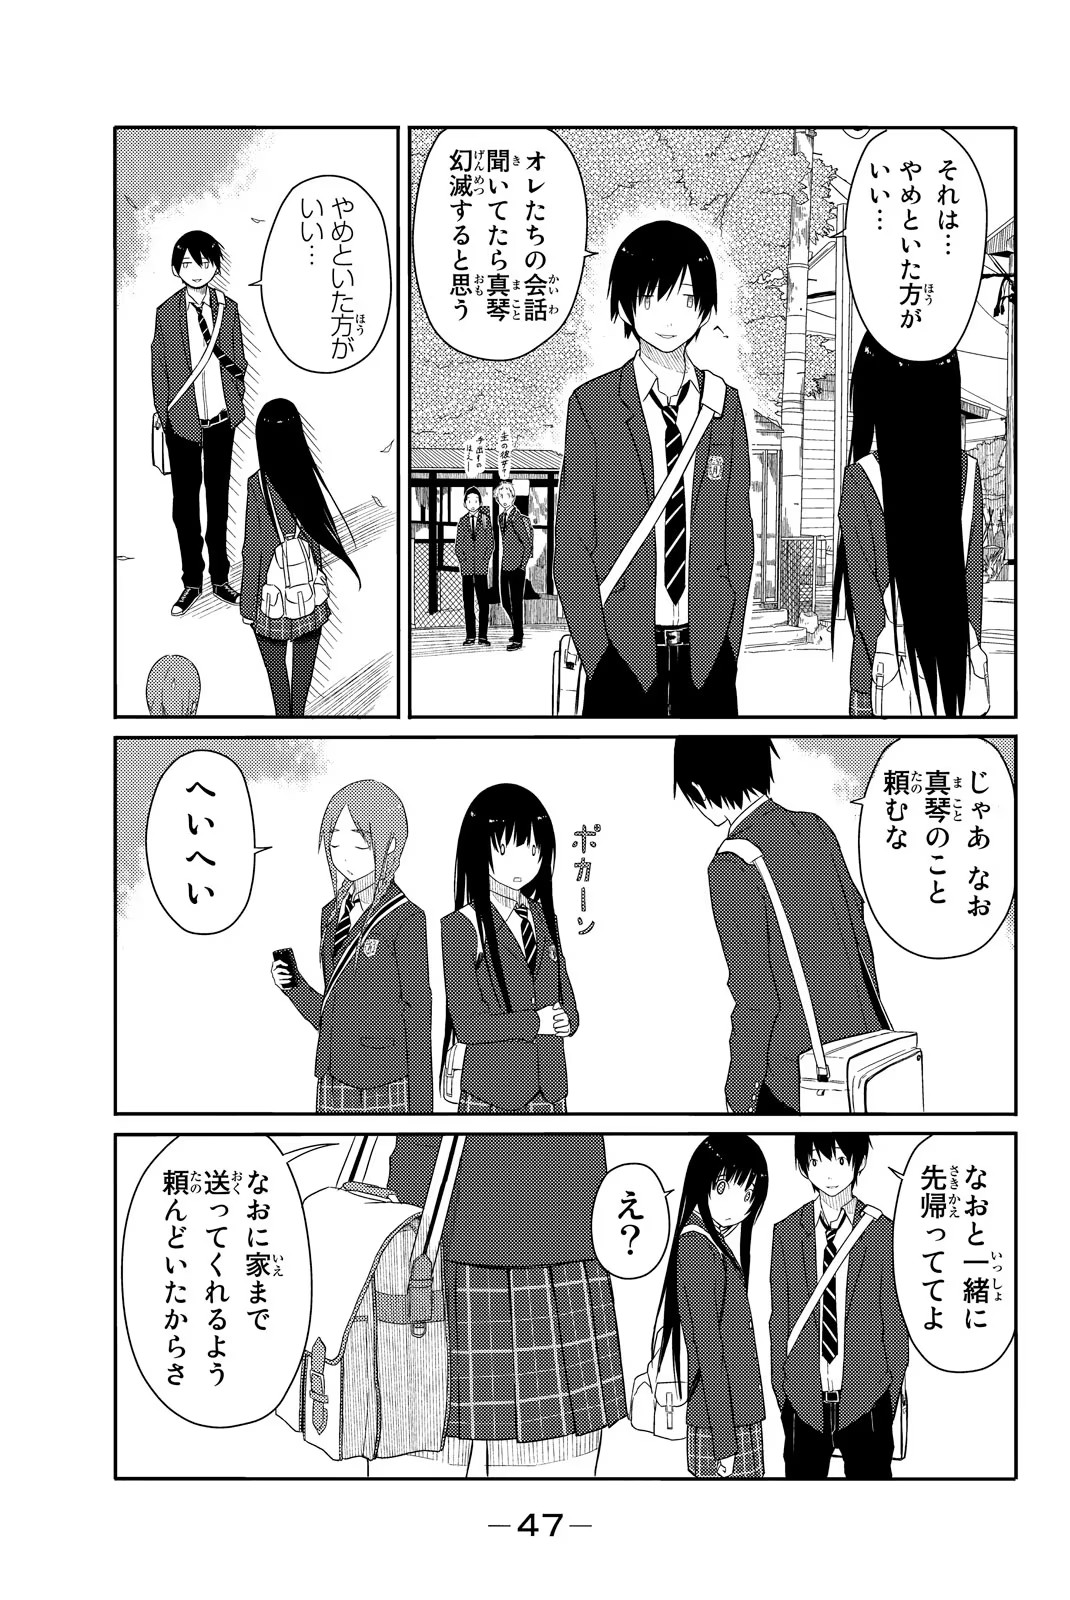 それは…
やめといた方が
いい…
オレたちの会話
聞いてたら真琴
幻滅すると思う
やめといた方が
いい…
じゃあ なお
真琴のこと
頼むな
ポカーン
へいへい
なおと一緒に
先帰っててよ
え?
なおに家まで
送ってくれるよう
頼んどいたからさ
—47—